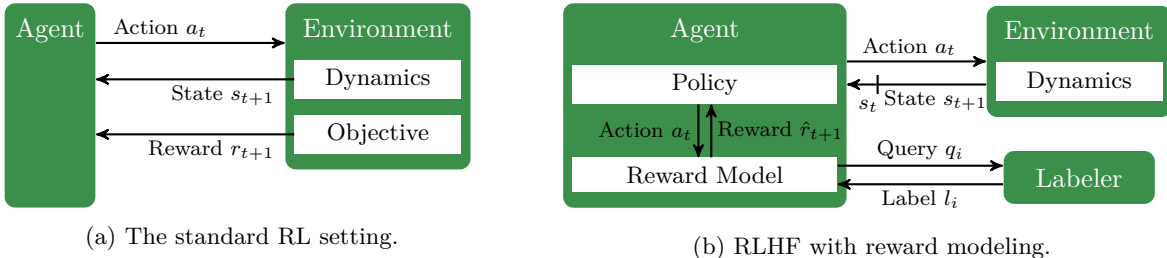 Agent
Action $a_t$
Environment
Dynamics
State $s_{t+1}$
Objective
Reward $r_{t+1}$
(a) The standard RL setting.
Agent
Policy
Action $a_t$
Reward $\hat{r}_{t+1}$
Reward Model
Action $a_t$
Environment
Dynamics
$s_t$ State $s_{t+1}$
Query $q_i$
Labeler
Label $l_i$
(b) RLHF with reward modeling.